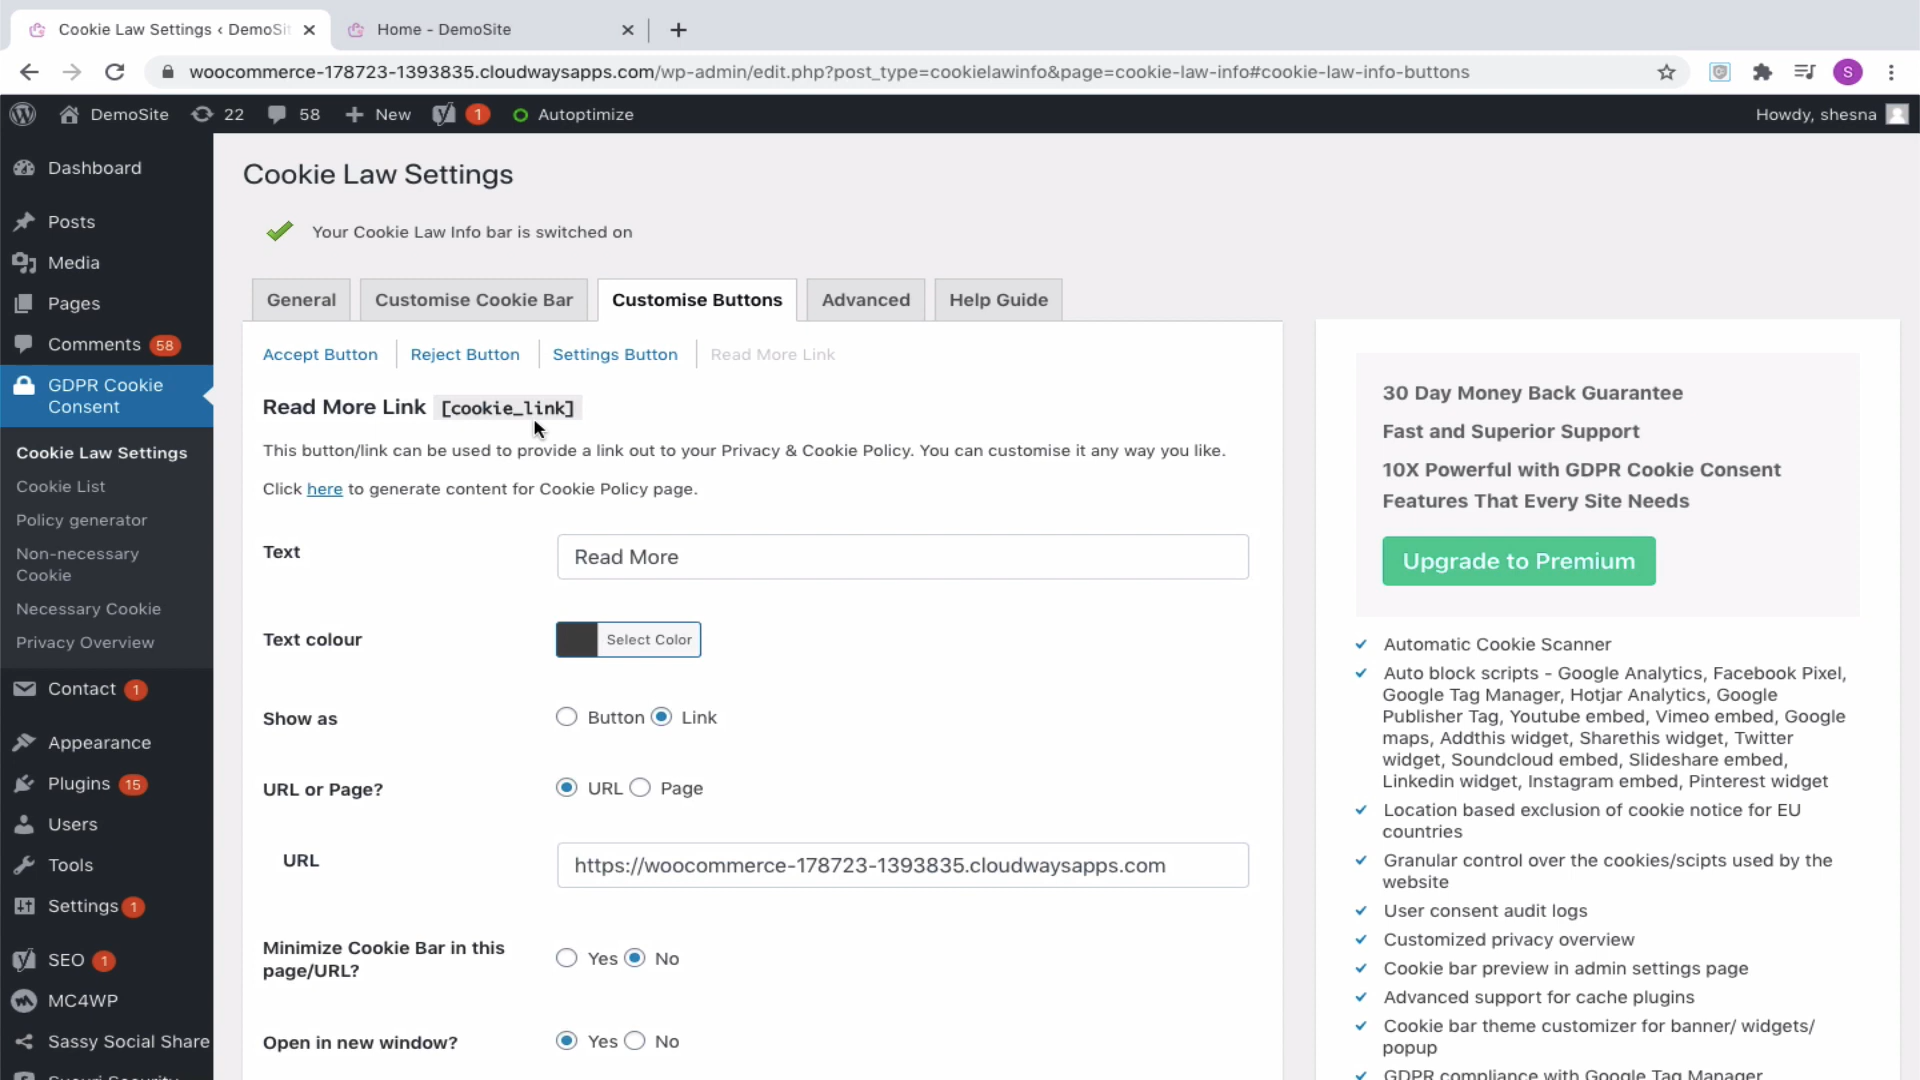 Cookie Law Settings ‹ DemoSit
Home - DemoSite
woocommerce-178723-1393835.cloudwaysapps.com/wp-admin/edit.php?post_type=cookielawinfo&page=cookie-law-info#cookie-law-info-buttons
S
DemoSite
22
58
New
1
Autoptimize
Howdy, shesna
Dashboard
Posts
Media
Pages
Comments 58
GDPR Cookie
Consent
Cookie Law Settings
Cookie List
Policy generator
Non-necessary
Cookie
Necessary Cookie
Privacy Overview
Contact 1
Appearance
Plugins 15
Users
Tools
Settings 1
SEO 1
MC4WP
Sassy Social Share
Sucuri Security
Cookie Law Settings
Your Cookie Law Info bar is switched on
General
Customise Cookie Bar
Customise Buttons
Advanced
Help Guide
Accept Button
Reject Button
Settings Button
Read More Link
Read More Link [cookie_link]
This button/link can be used to provide a link out to your Privacy & Cookie Policy. You can customise it any way you like.
Click here to generate content for Cookie Policy page.
Text
Read More
Text colour
Select Color
Show as
Button
Link
URL or Page?
URL
Page
URL
https://woocommerce-178723-1393835.cloudwaysapps.com
Minimize Cookie Bar in this
page/URL?
Yes
No
Open in new window?
Yes
No
30 Day Money Back Guarantee
Fast and Superior Support
10X Powerful with GDPR Cookie Consent
Features That Every Site Needs
Upgrade to Premium
Automatic Cookie Scanner
Auto block scripts - Google Analytics, Facebook Pixel,
Google Tag Manager, Hotjar Analytics, Google
Publisher Tag, Youtube embed, Vimeo embed, Google
maps, Addthis widget, Sharethis widget, Twitter
widget, Soundcloud embed, Slideshare embed,
Linkedin widget, Instagram embed, Pinterest widget
Location based exclusion of cookie notice for EU
countries
Granular control over the cookies/scipts used by the
website
User consent audit logs
Customized privacy overview
Cookie bar preview in admin settings page
Advanced support for cache plugins
Cookie bar theme customizer for banner/ widgets/
popup
GDPR compliance with Google Tag Manager